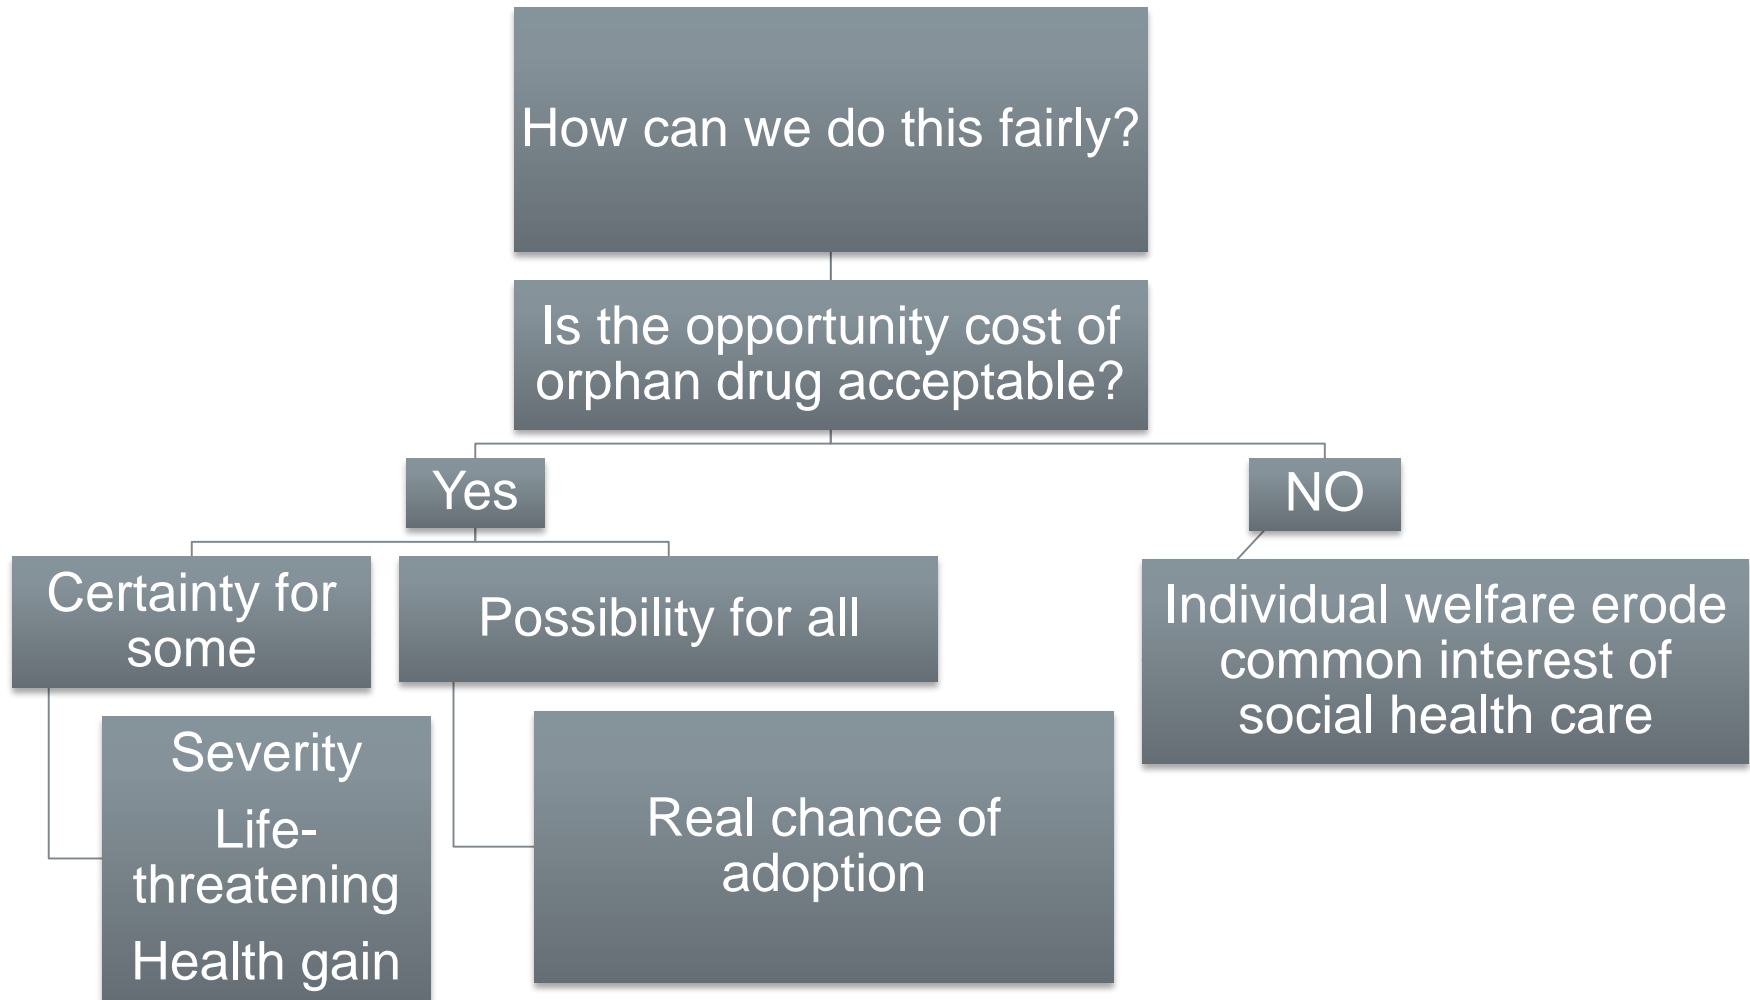 How can we do this fairly?
Is the opportunity cost of
orphan drug acceptable?
Yes
NO
Certainty for
some
Possibility for all
Individual welfare erode
common interest of
social health care
Severity
Life-
threatening
Health gain
Real chance of
adoption